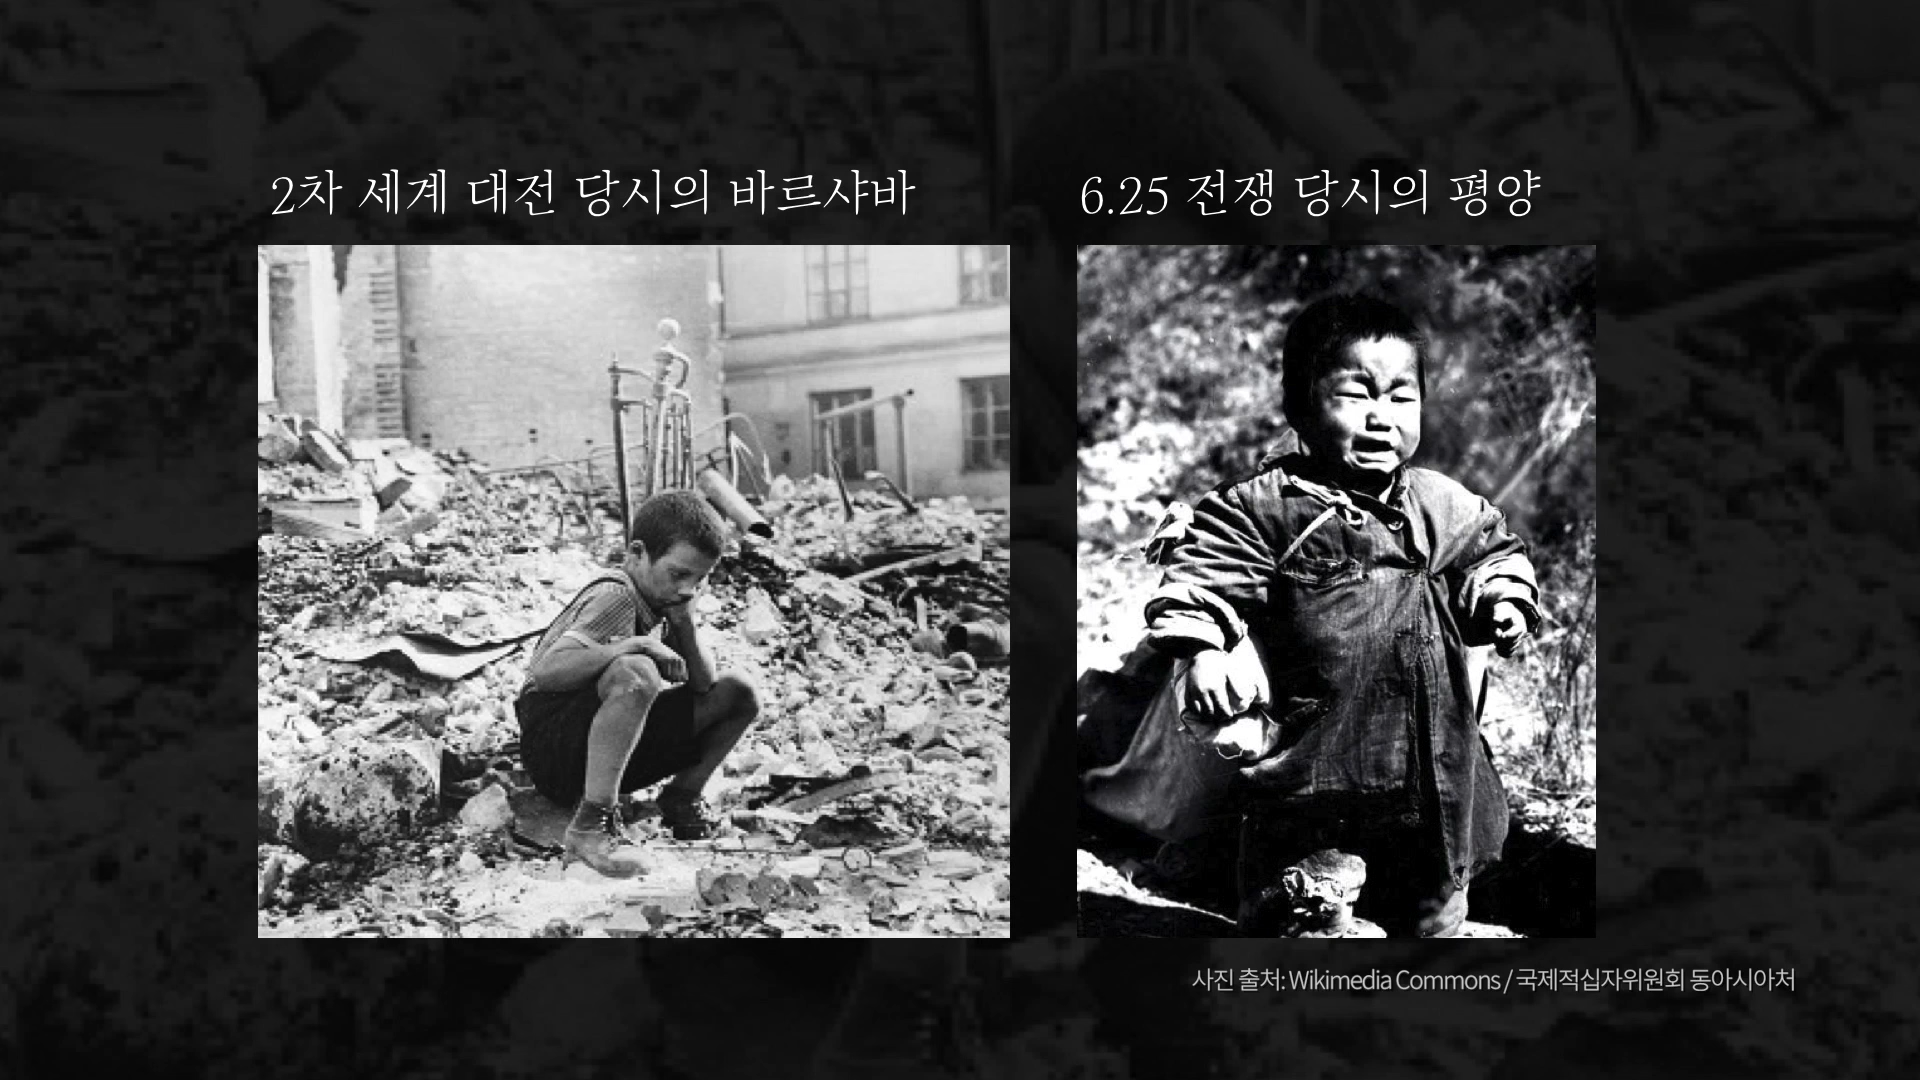 2차 세계 대전 당시의 바르샤바
6.25 전쟁 당시의 평양
사진 출처: Wikimedia Commons / 국제적십자위원회 동아시아처